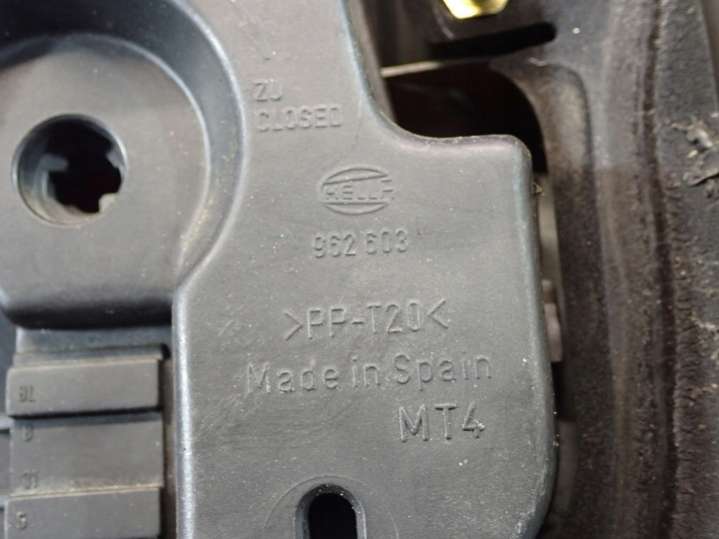 ZU
CLOSED
HELLA
962 603
>PP-T20<
Made in Spain
MT4